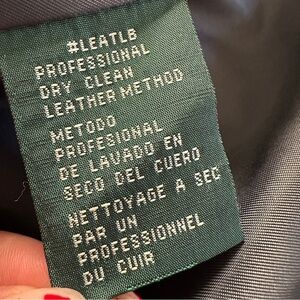 #LEATLB
PROFESSIONAL
DRY CLEAN
LEATHER METHOD
METODO
PROFESIONAL
DE LAVADO EN
SECO DEL CUERO
NETTOYAGE A SEC
PAR UN
PROFESSIONNEL
DU CUIR